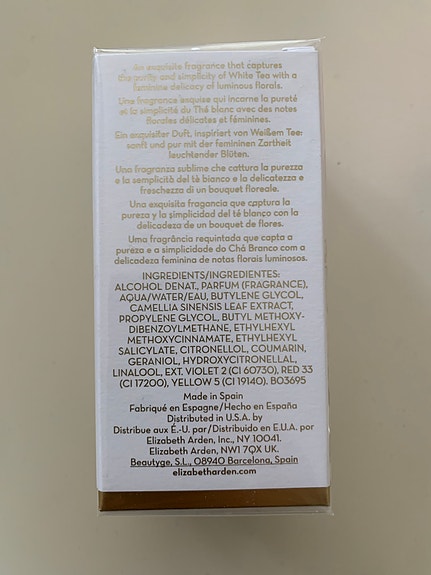 An exquisite fragrance that captures
the purity and simplicity of White Tea with a
feminine delicacy of luminous florals.
Une fragrance exquise qui incarne la pureté
et la simplicité du Thé blanc avec des notes
florales délicates et féminines.
Ein exquisiter Duft, inspiriert von Weißem Tee:
sanft und pur mit der femininen Zartheit
leuchtender Blüten.
Una fragranza sublime che cattura la purezza
e la semplicità del tè bianco e la delicatezza e
freschezza di un bouquet floreale.
Una exquisita fragancia que captura la
pureza y la simplicidad del té blanco con la
delicadeza de un bouquet de flores.
Uma fragrância requintada que capta a
pureza e a simplicidade do Chá Branco com a
delicadeza feminina de notas florais luminosos.
INGREDIENTS/INGREDIENTES:
ALCOHOL DENAT., PARFUM (FRAGRANCE),
AQUA/WATER/EAU, BUTYLENE GLYCOL,
CAMELLIA SINENSIS LEAF EXTRACT,
PROPYLENE GLYCOL, BUTYL METHOXY-
DIBENZOYLMETHANE, ETHYLHEXYL
METHOXYCINNAMATE, ETHYLHEXYL
SALICYLATE, CITRONELLOL, COUMARIN,
GERANIOL, HYDROXYCITRONELLAL,
LINALOOL, EXT. VIOLET 2 (CI 60730), RED 33
(CI 17200), YELLOW 5 (CI 19140). B03695
Made in Spain
Fabriqué en Espagne/Hecho en España
Distributed in U.S.A. by
Distribue aux É.-U. par/Distribuido en E.U.A. por
Elizabeth Arden, Inc., NY 10041.
Elizabeth Arden, NW1 7QX UK.
Beautyge, S.L., 08940 Barcelona, Spain
elizabetharden.com